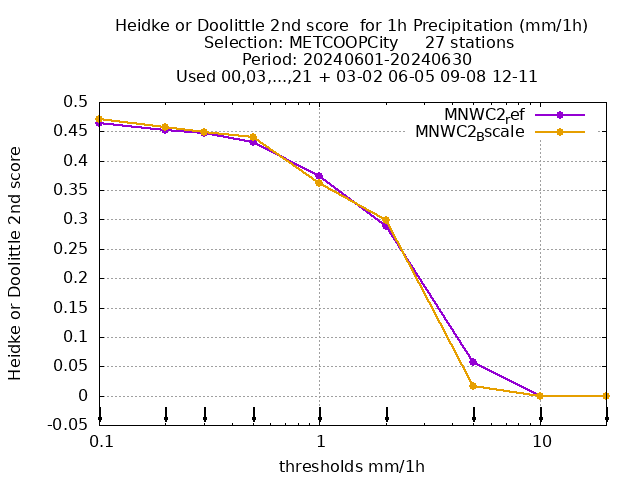 Heidke or Doolittle 2nd score  for 1h Precipitation (mm/1h)
Selection: METCOOPCity     27 stations
Period: 20240601-20240630
Used 00,03,...,21 + 03-02 06-05 09-08 12-11
MNWC2ref
MNWC2Bscale
Heidke or Doolittle 2nd score
0.5
0.45
0.4
0.35
0.3
0.25
0.2
0.15
0.1
0.05
0
-0.05
0.1 1 10
thresholds mm/1h